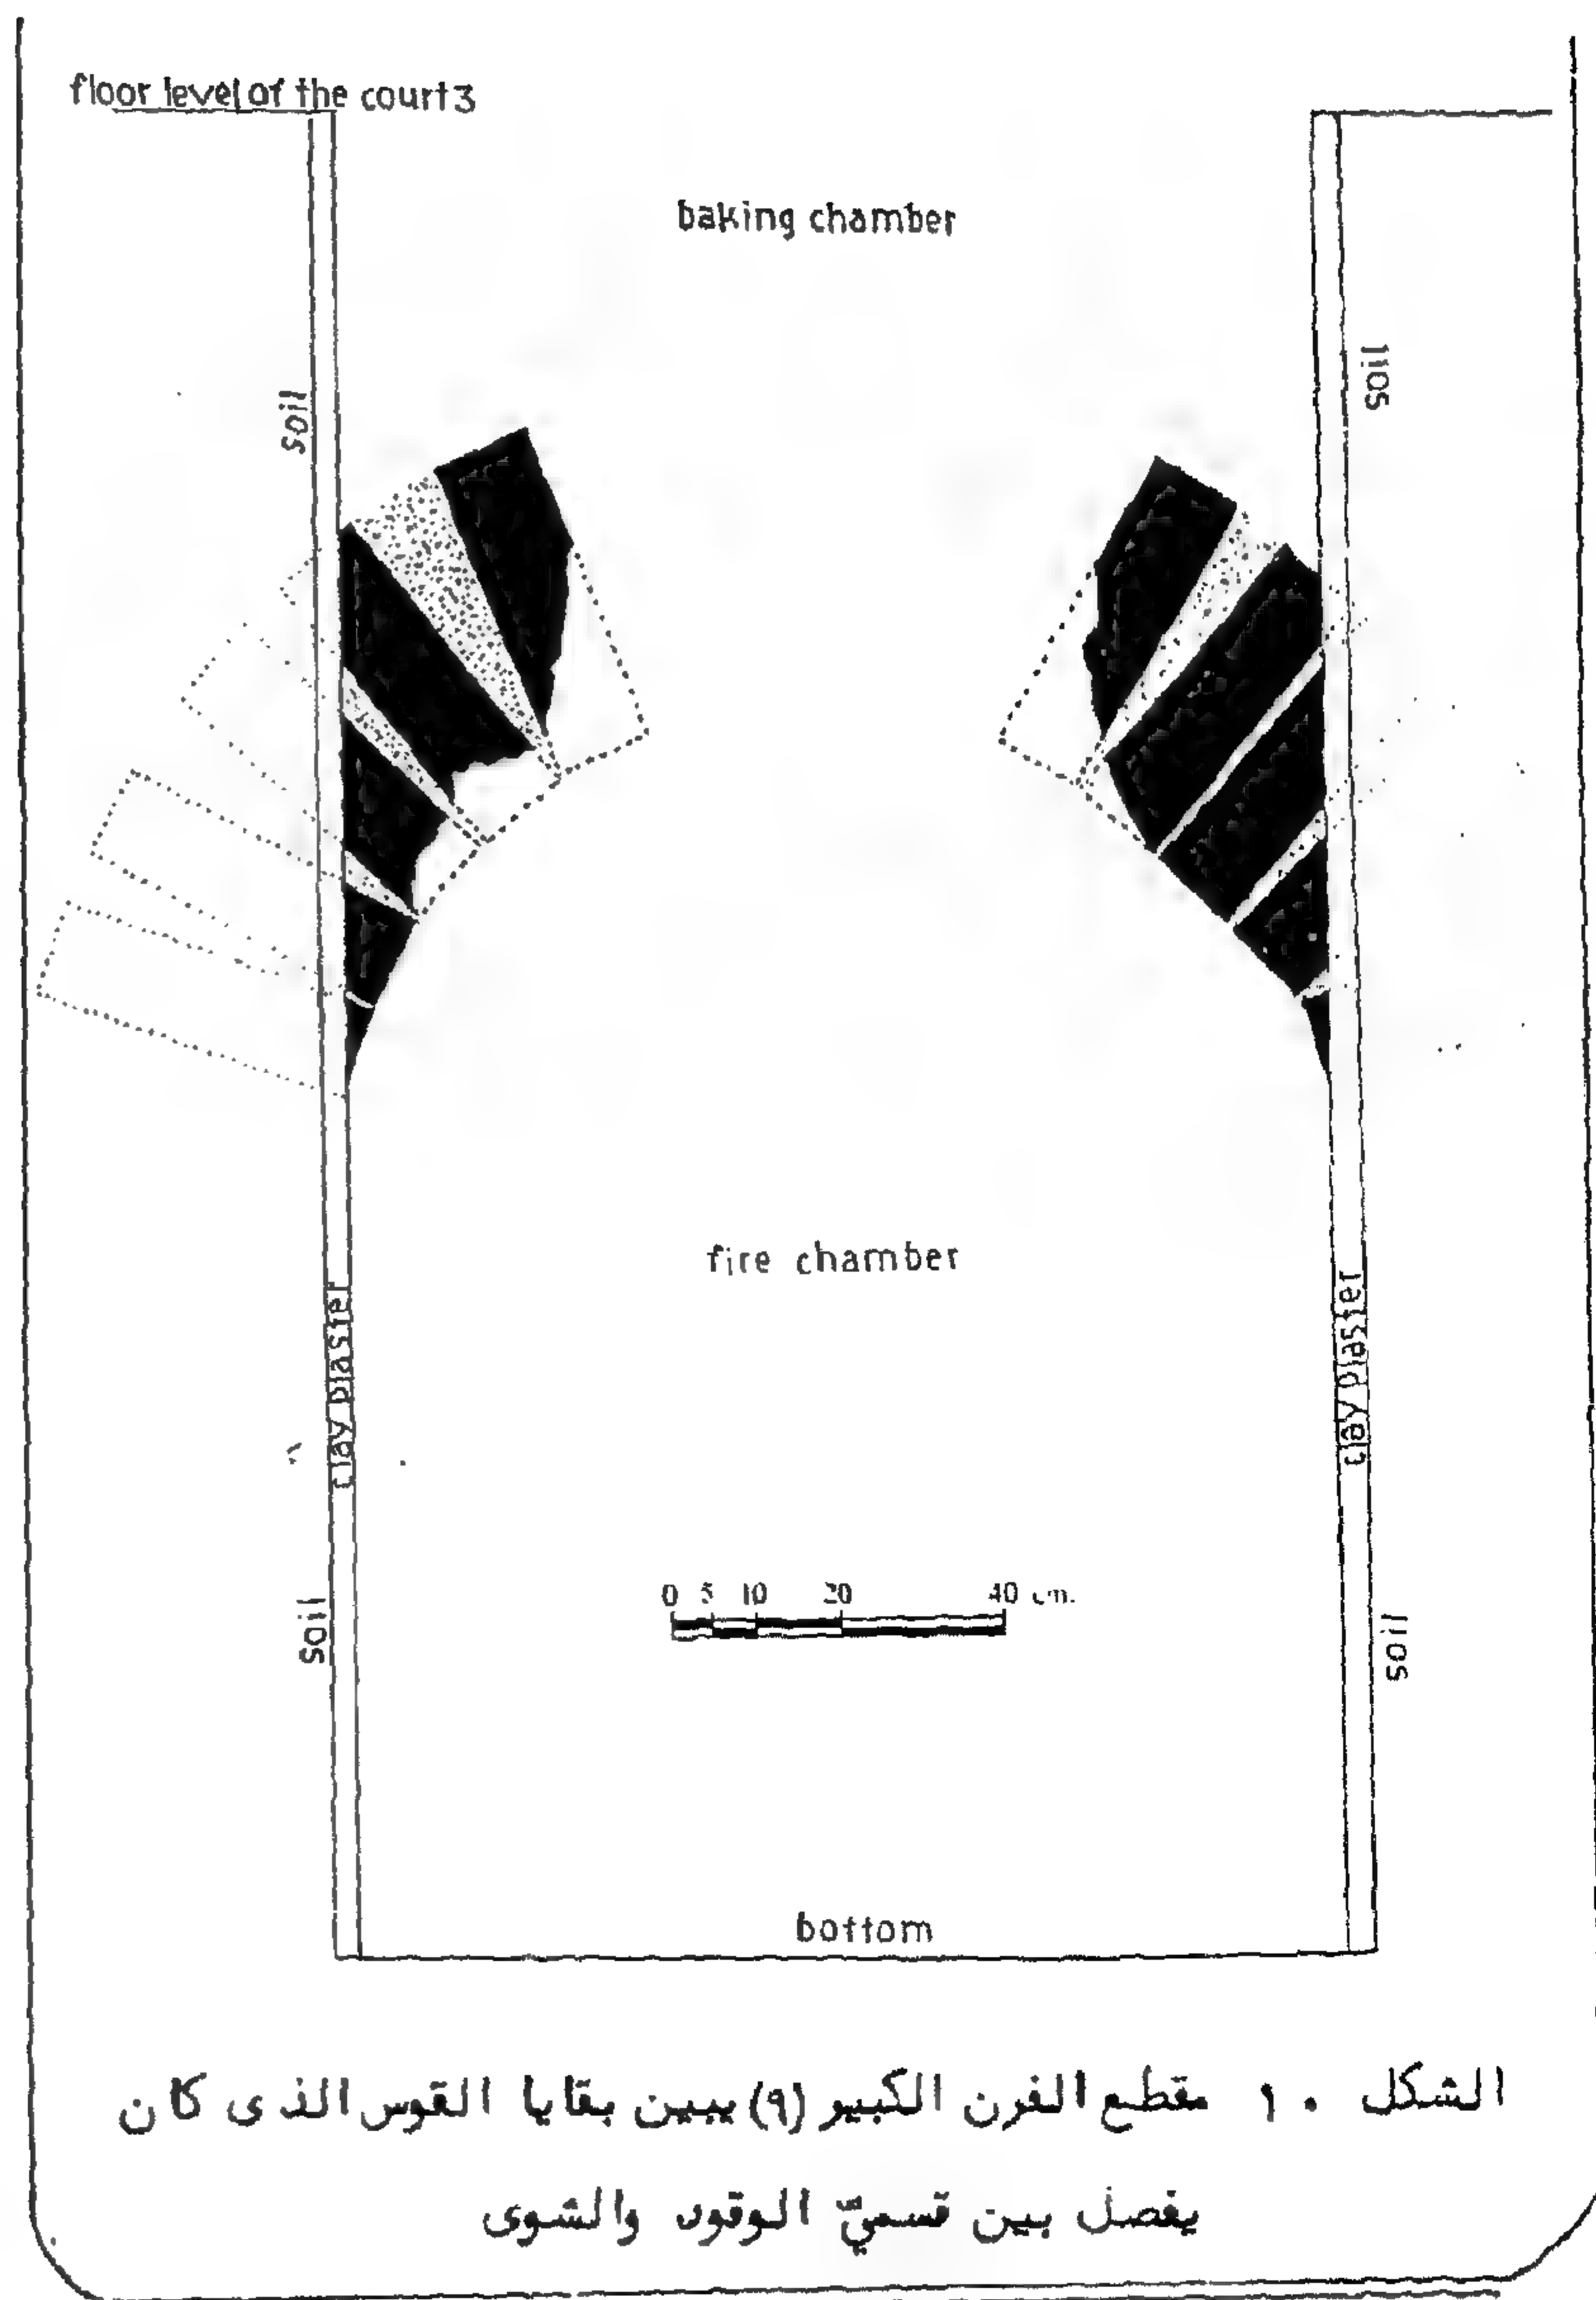 floor level of the court 3
baking chamber
soil
soil
fire chamber
clay plaster
clay plaster
0 5 10 20 40 cm.
soil
soil
bottom
الشكل ١٠ مقطع الفرن الكبير (٩) يبين بقايا القوس الذى كان
يفصل بين قسميّ الوقود والشوى